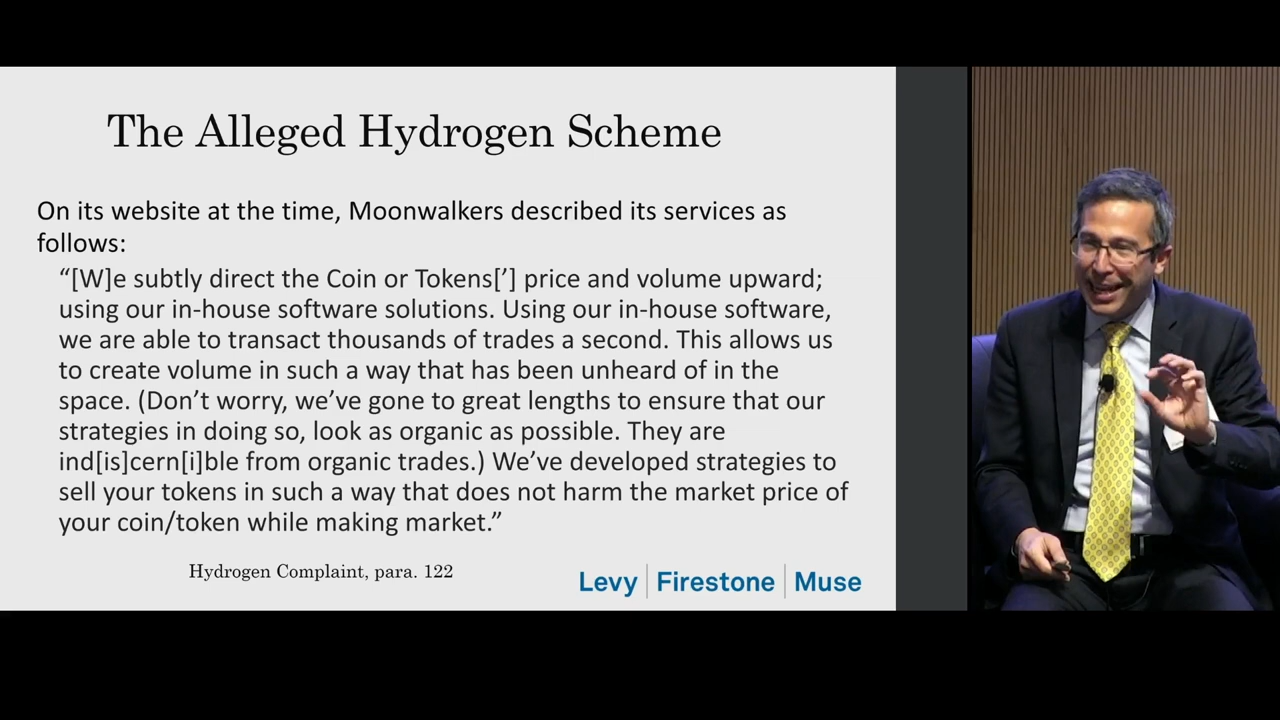 The Alleged Hydrogen Scheme
On its website at the time, Moonwalkers described its services as
follows:
“[W]e subtly direct the Coin or Tokens[’] price and volume upward;
using our in-house software solutions. Using our in-house software,
we are able to transact thousands of trades a second. This allows us
to create volume in such a way that has been unheard of in the
space. (Don’t worry, we’ve gone to great lengths to ensure that our
strategies in doing so, look as organic as possible. They are
ind[is]cern[i]ble from organic trades.) We’ve developed strategies to
sell your tokens in such a way that does not harm the market price of
your coin/token while making market.”
Hydrogen Complaint, para. 122
Levy | Firestone | Muse